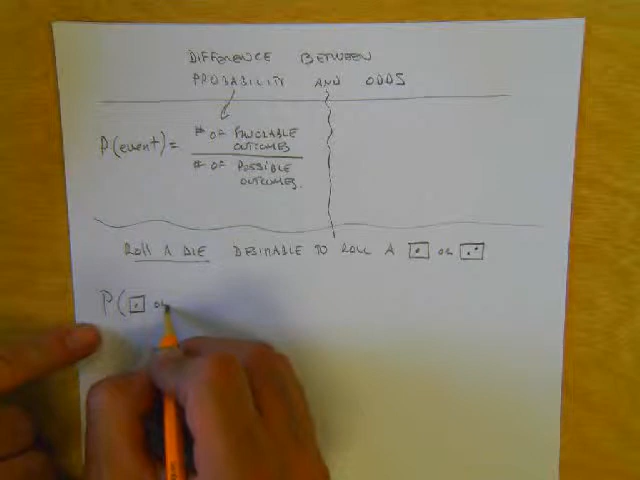 DIFFERENCE BETWEEN
PROBABILITY AND ODDS
P(event) = # OF FAVORABLE
OUTCOMES
# OF POSSIBLE
OUTCOMES.
ROLL A DIE DESIRABLE TO ROLL A OR
P( OR